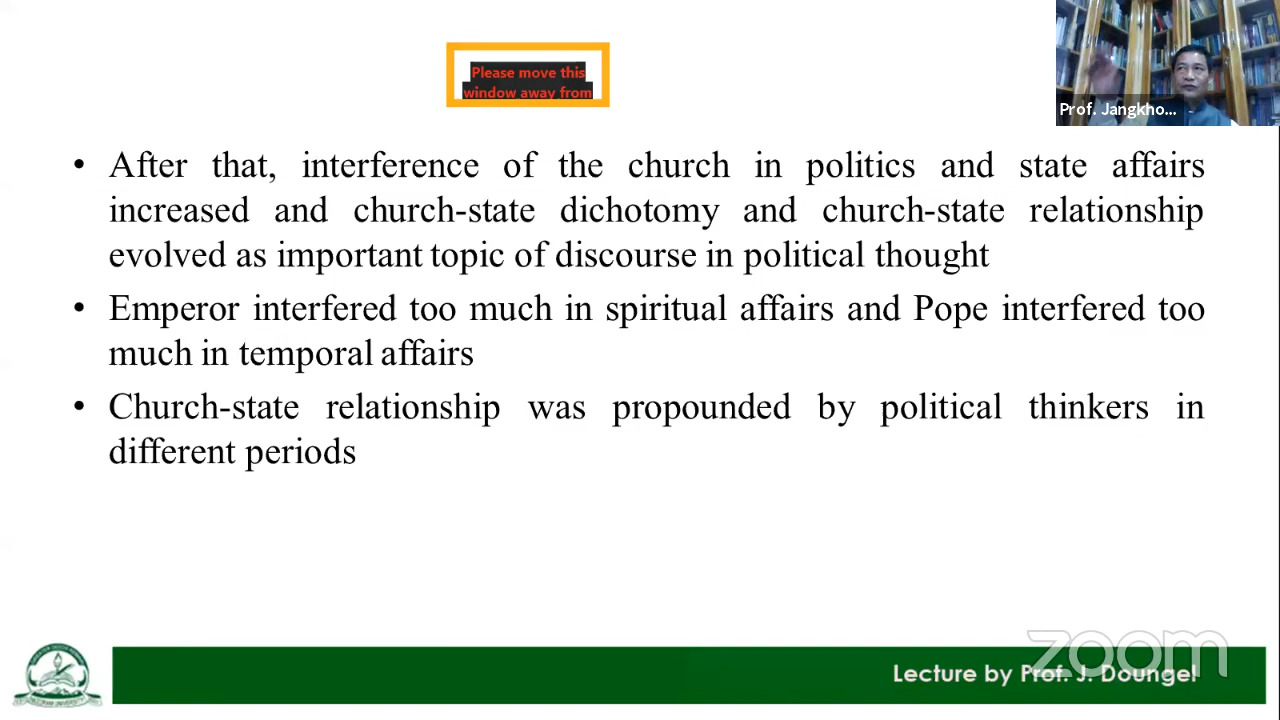 Please move this
window away from
Prof. Jangkho...
• After that, interference of the church in politics and state affairs
increased and church-state dichotomy and church-state relationship
evolved as important topic of discourse in political thought
• Emperor interfered too much in spiritual affairs and Pope interfered too
much in temporal affairs
• Church-state relationship was propounded by political thinkers in
different periods
zoom
Lecture by Prof. J. Doungel